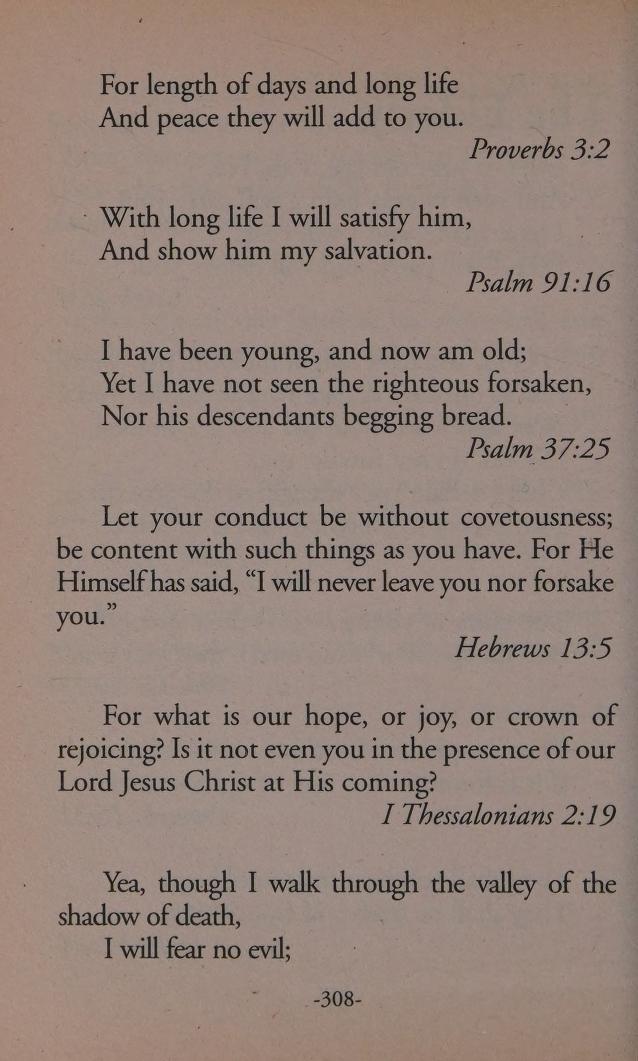 For length of days and long life
And peace they will add to you.
Proverbs 3:2
With long life I will satisfy him,
And show him my salvation.
Psalm 91:16
I have been young, and now am old;
Yet I have not seen the righteous forsaken,
Nor his descendants begging bread.
Psalm 37:25
Let your conduct be without covetousness;
be content with such things as you have. For He
Himself has said, “I will never leave you nor forsake
you.”
Hebrews 13:5
For what is our hope, or joy, or crown of
rejoicing? Is it not even you in the presence of our
Lord Jesus Christ at His coming?
I Thessalonians 2:19
Yea, though I walk through the valley of the
shadow of death,
I will fear no evil;
-308-